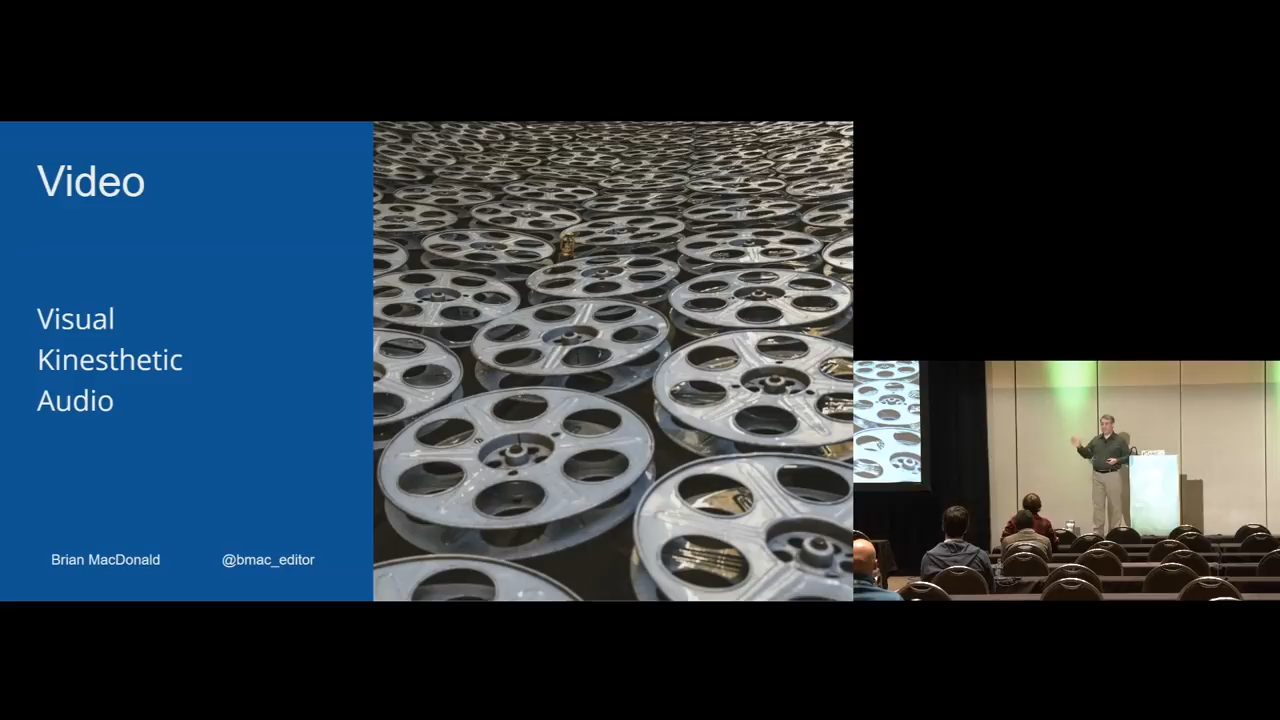 Video
Visual
Kinesthetic
Audio
Brian MacDonald @bmac_editor